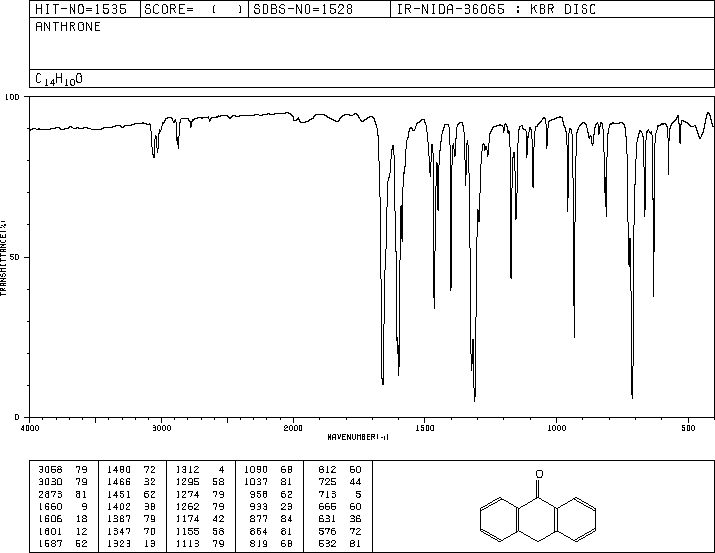 HIT-NO=1535 SCORE= ( ) SDBS-NO=1528 IR-NIDA-36065 : KBR DISC
ANTHRONE
C14H10O
100
50
0
TRANSMITTANCE(%)
4000 3000 2000 1500 1000 500
WAVENUMBER(-1)
3068 79 1480 72 1312 4 1090 68 812 60
3030 79 1466 32 1295 58 1037 81 725 44
2873 81 1451 62 1274 79 958 62 713 5
1660 9 1402 38 1262 79 933 23 666 60
1606 18 1387 79 1174 42 877 84 631 36
1601 12 1347 70 1155 58 864 81 576 72
1587 52 1323 13 1113 79 819 68 532 81
O